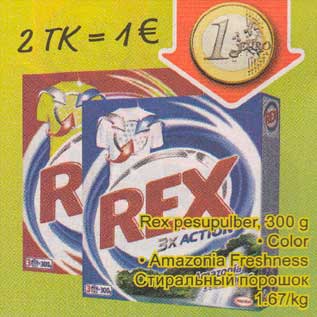 2 TK = 1 €
1 EURO
REX
REX
3X ACTION
Amazonia
Rex pesupulber, 300 g
• Color
• Amazonia Freshness
Стиральный порошок
1.67/kg